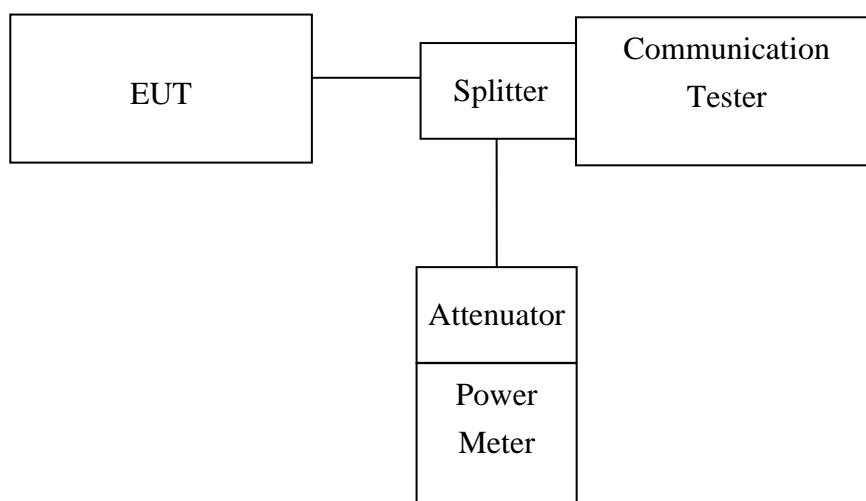 EUT
Splitter
Communication
Tester
Attenuator
Power
Meter